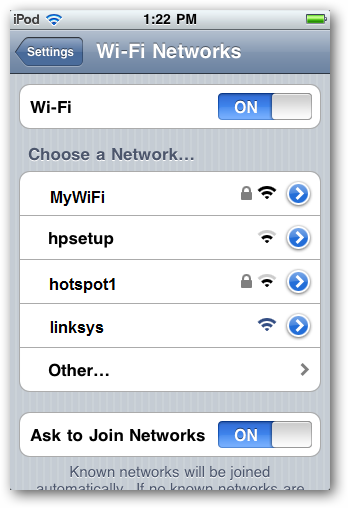 iPod 1:22 PM
Settings Wi-Fi Networks
Wi-Fi ON
Choose a Network...
MyWiFi
hpsetup
hotspot1
linksys
Other...
Ask to Join Networks ON
Known networks will be joined
automatically. If no known networks are